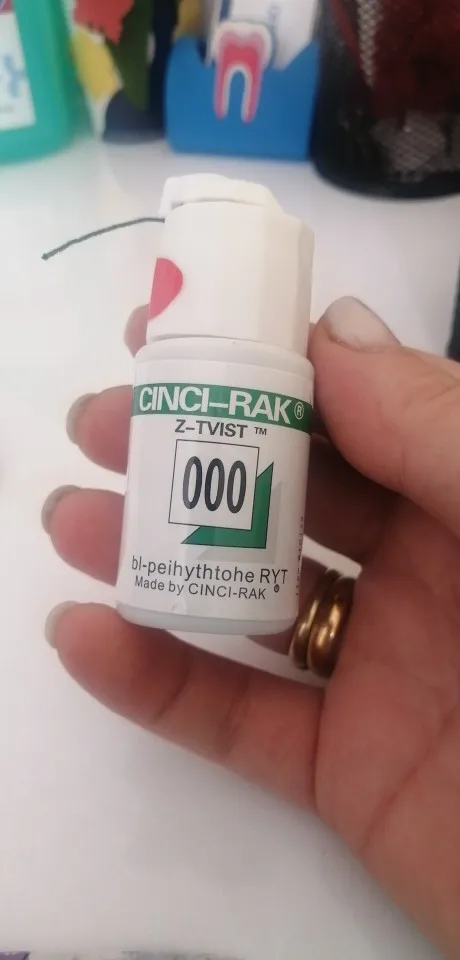 CINCI–RAK®
Z–TVIST ™
000
bl-peihythtohe RYT
Made by CINCI-RAK ®